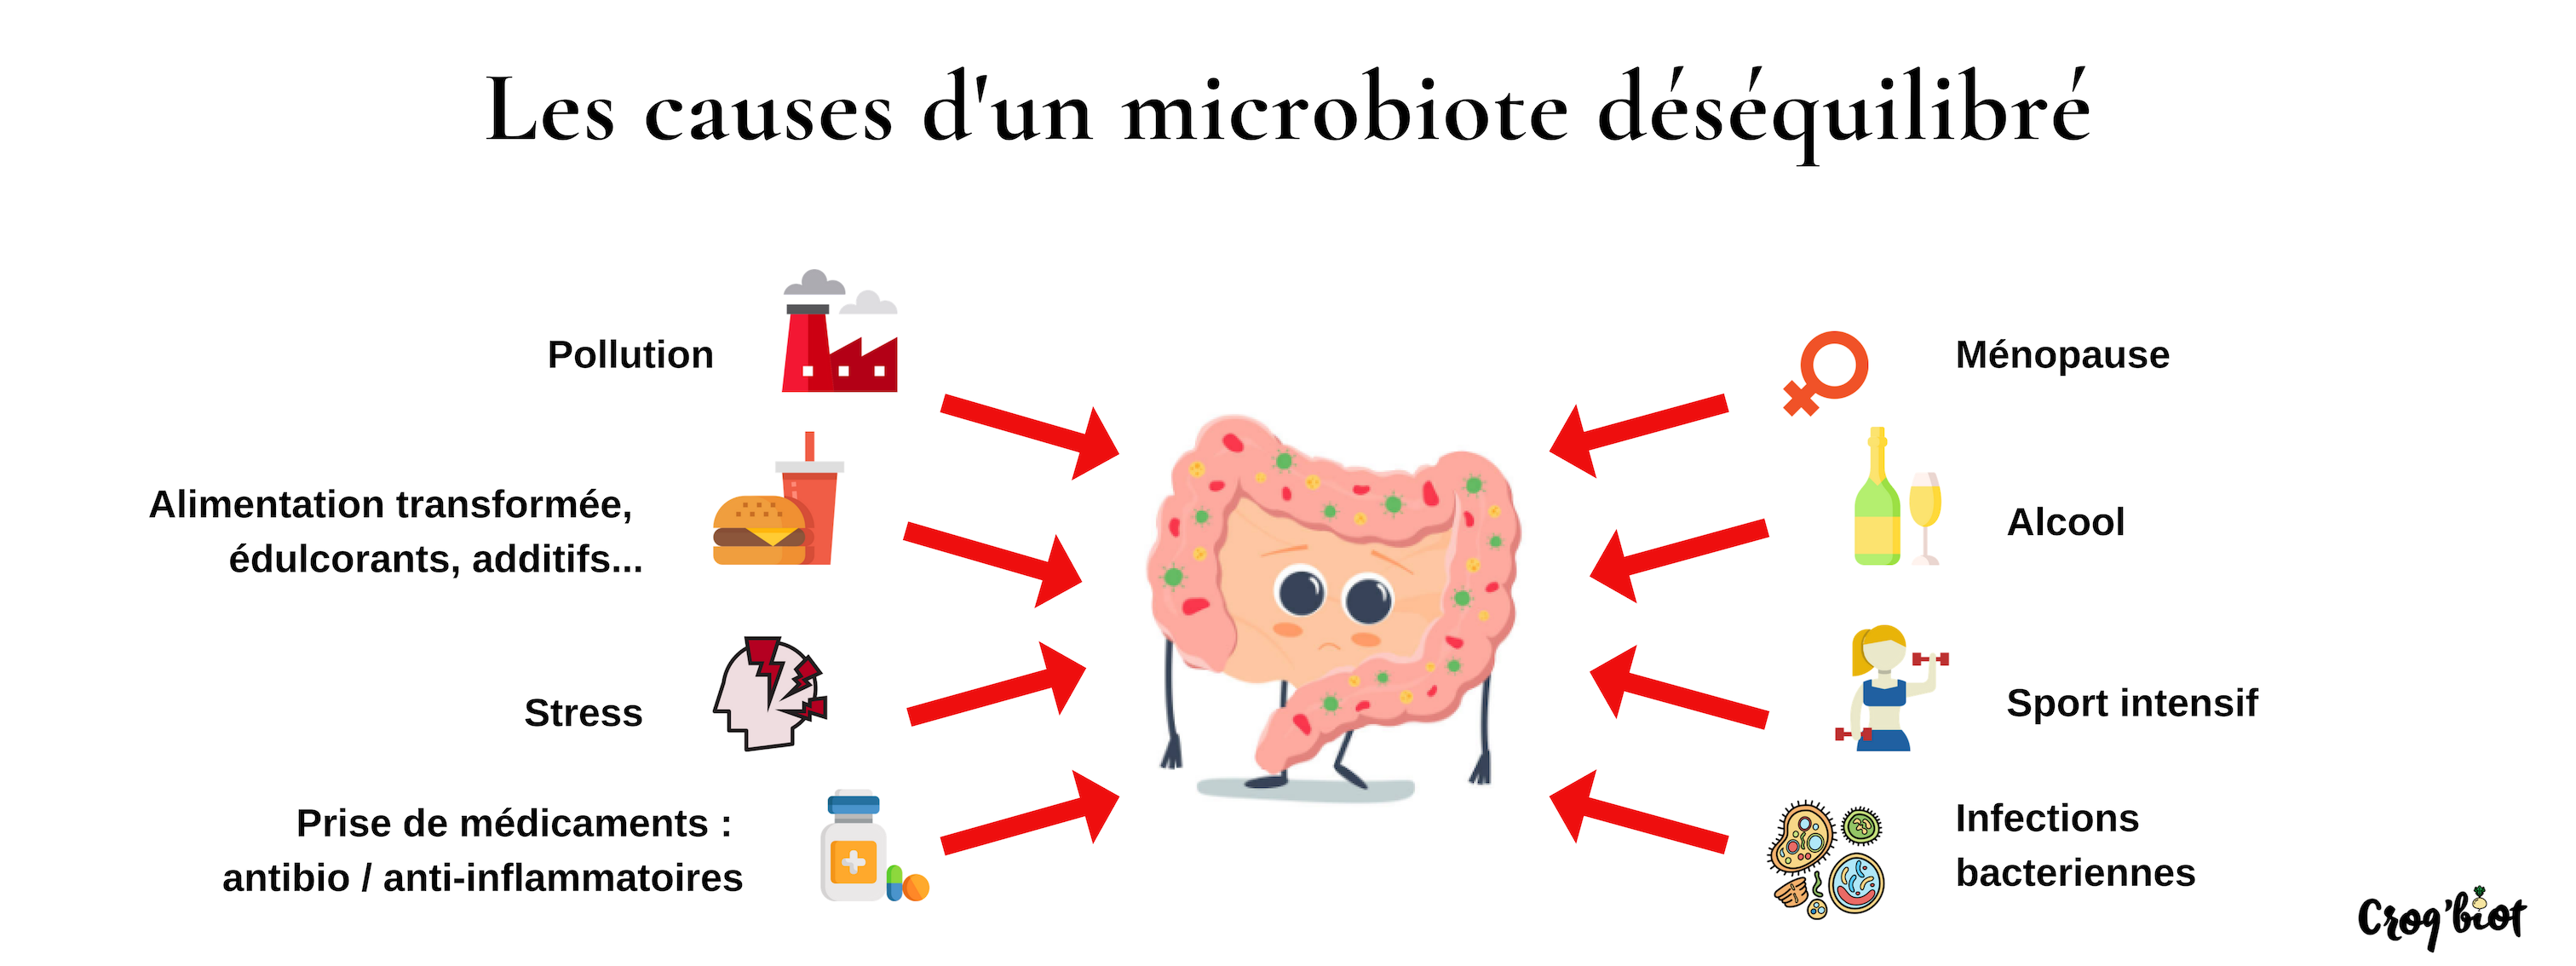 Les causes d'un microbiote déséquilibré
Pollution
Alimentation transformée,
édulcorants, additifs...
Stress
Prise de médicaments :
antibio / anti-inflammatoires
Ménopause
Alcool
Sport intensif
Infections
bacteriennes
Croq'biot